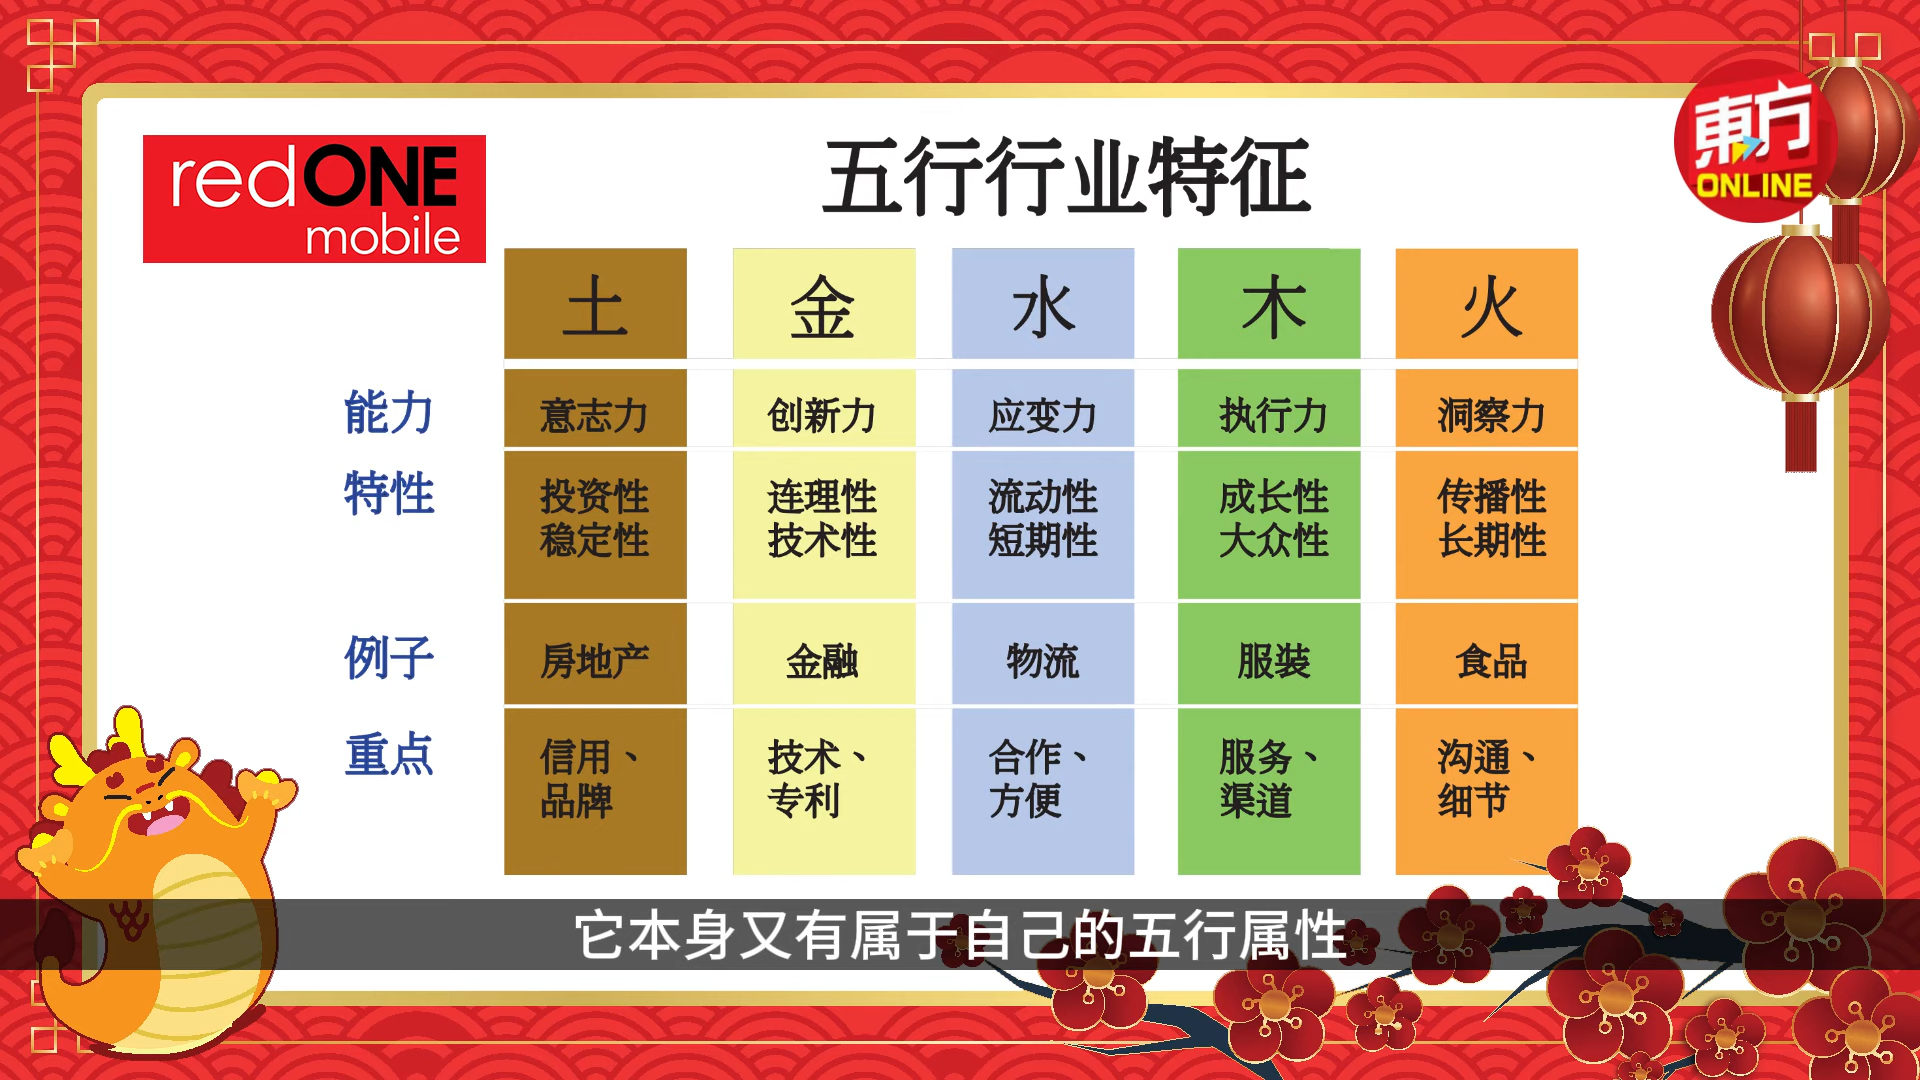 redONE
mobile
東方
ONLINE
五行行业特征
土 金 水 木 火
能力 意志力 创新力 应变力 执行力 洞察力
特性 投资性 连理性 流动性 成长性 传播性
稳定性 技术性 短期性 大众性 长期性
例子 房地产 金融 物流 服装 食品
重点 信用、 技术、 合作、 服务、 沟通、
品牌 专利 方便 渠道 细节
它本身又有属于自己的五行属性